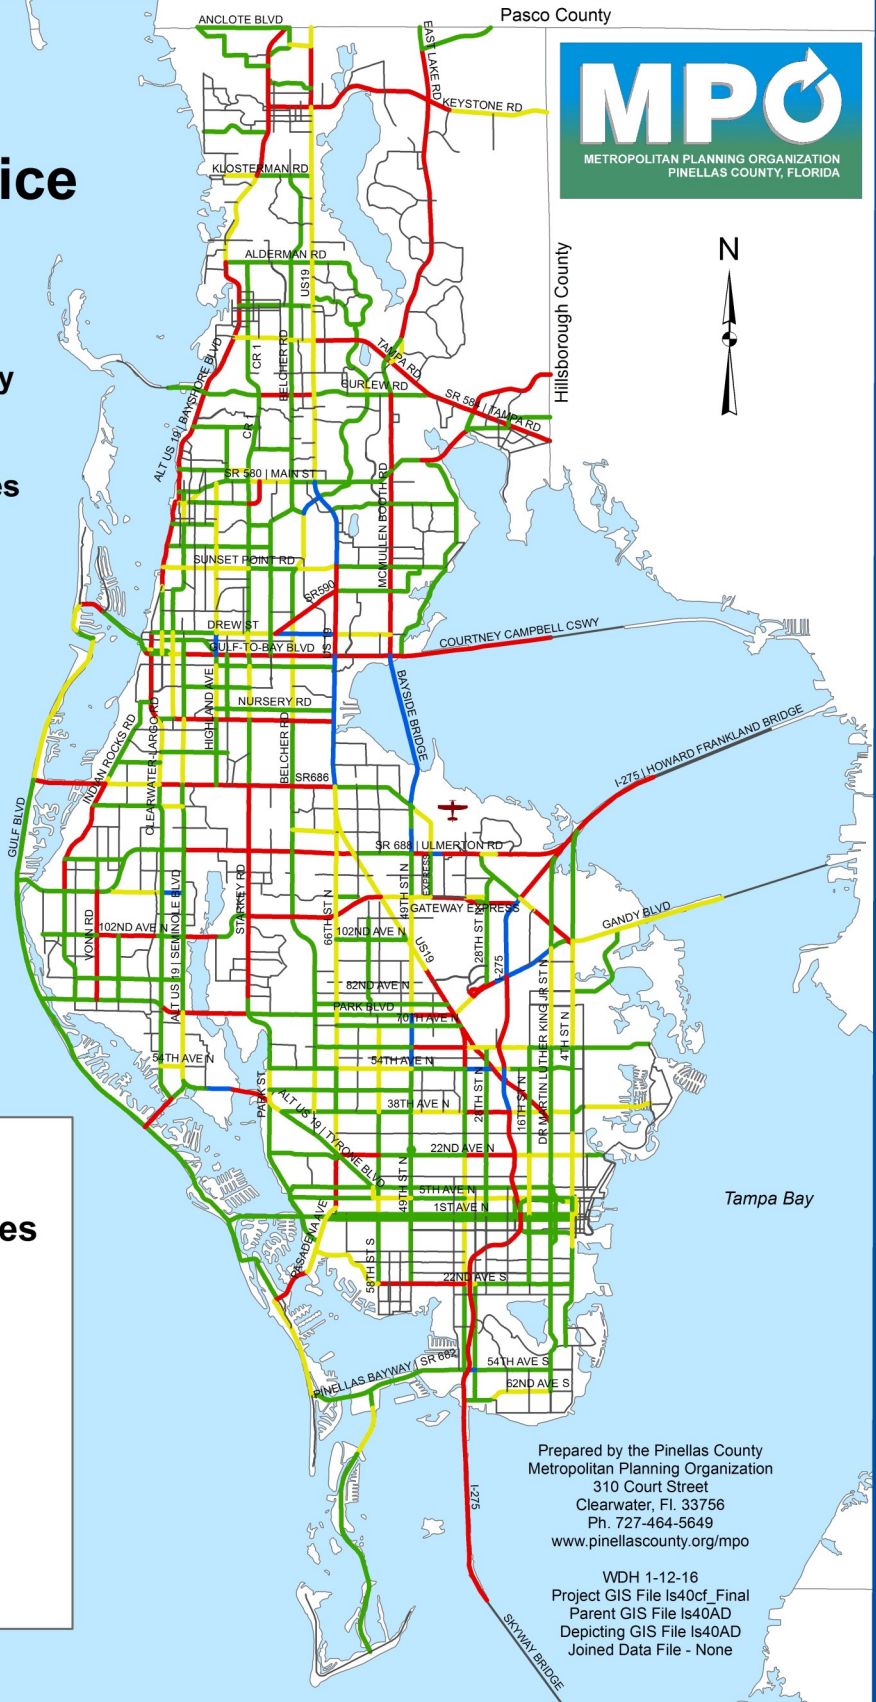 Pasco County
ANCLOTE BLVD
EAST LAKE RD
KEYSTONE RD
MPO
METROPOLITAN PLANNING ORGANIZATION
PINELLAS COUNTY, FLORIDA
ice
KLOSTERMAN RD
N
ALDERMAN RD
US19
Hillsborough County
CR 1
BELCHER RD
TAMPA RD
ALT US 19 | BAYSHORE BLVD
y
CURLEW RD
SR 584 | TAMPA RD
CR 1
SR 580 | MAIN ST
MCMULLEN BOOTH RD
es
SUNSET POINT RD
SR590
DREW ST
US 19
COURTNEY CAMPBELL CSWY
GULF-TO-BAY BLVD
HIGHLAND AVE
BAYSIDE BRIDGE
NURSERY RD
CLEARWATER-LARGO RD
INDIAN ROCKS RD
BELCHER RD
I-275 | HOWARD FRANKLAND BRIDGE
SR686
GULF BLVD
SR 688 | ULMERTON RD
EXPRESS
49TH ST N
STARKEY RD
66TH ST N
GATEWAY EXPRESS
GANDY BLVD
VONN RD
102ND AVE N
ALT US 19 | SEMINOLE BLVD
102ND AVE N
US19
28TH ST N
I-275
82ND AVE N
PARK BLVD
70TH AVE N
DR MARTIN LUTHER KING JR ST N
4TH ST N
54TH AVE N
54TH AVE N
PARK ST
ALT US 19 | TYRONE BLVD
38TH AVE N
28TH ST N
16TH ST N
22ND AVE N
49TH ST N
5TH AVE N
1ST AVE N
Tampa Bay
es
PASADENA AVE
58TH ST S
22ND AVE S
PINELLAS BAYWAY | SR 682
54TH AVE S
62ND AVE S
I-275
SKYWAY BRIDGE
Prepared by the Pinellas County
Metropolitan Planning Organization
310 Court Street
Clearwater, Fl. 33756
Ph. 727-464-5649
www.pinellascounty.org/mpo
WDH 1-12-16
Project GIS File ls40cf_Final
Parent GIS File ls40AD
Depicting GIS File ls40AD
Joined Data File - None